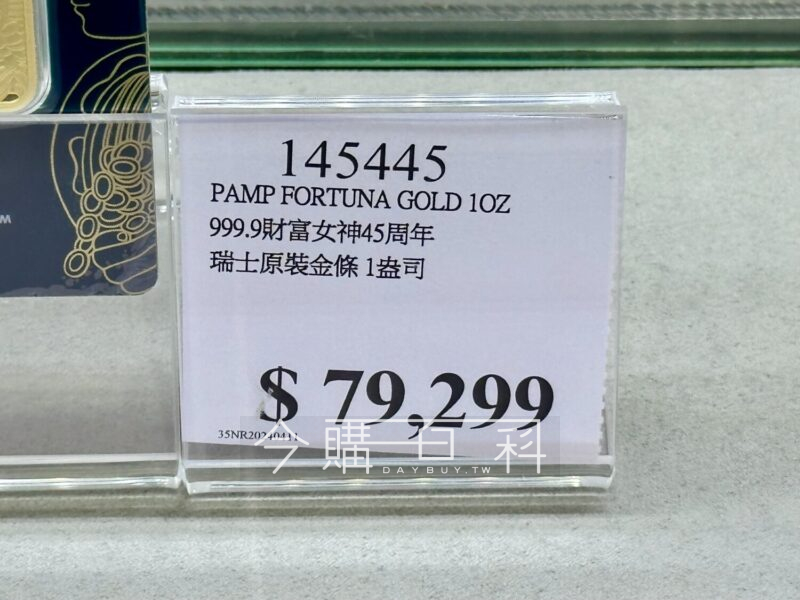 145445
PAMP FORTUNA GOLD 1OZ
999.9財富女神45周年
瑞士原裝金條 1盎司
$ 79,299
35NR20240411
今購百科
DAYBUY.TW